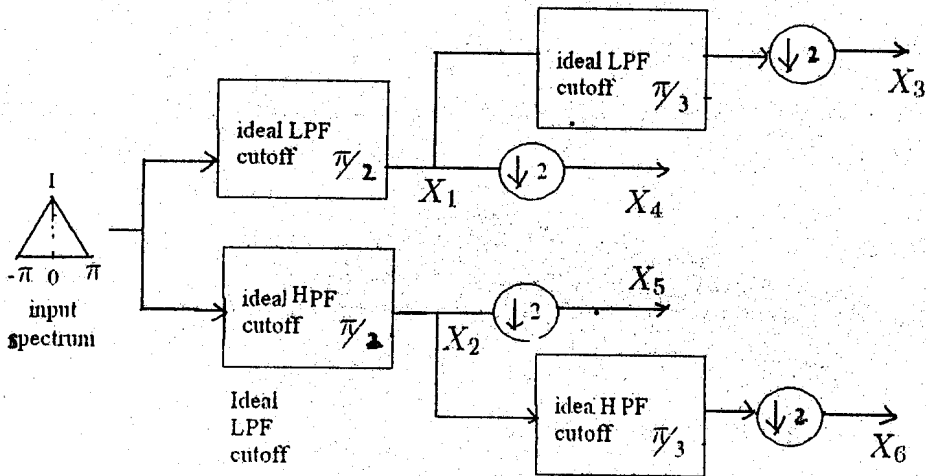 ideal LPF
cutoff π/3
↓ 2
X3
ideal LPF
cutoff π/2
X1
↓ 2
X4
1
-π 0 π
input
spectrum
ideal HPF
cutoff π/2
X2
↓ 2
X5
Ideal
LPF
cutoff
ideal HPF
cutoff π/3
↓ 2
X6